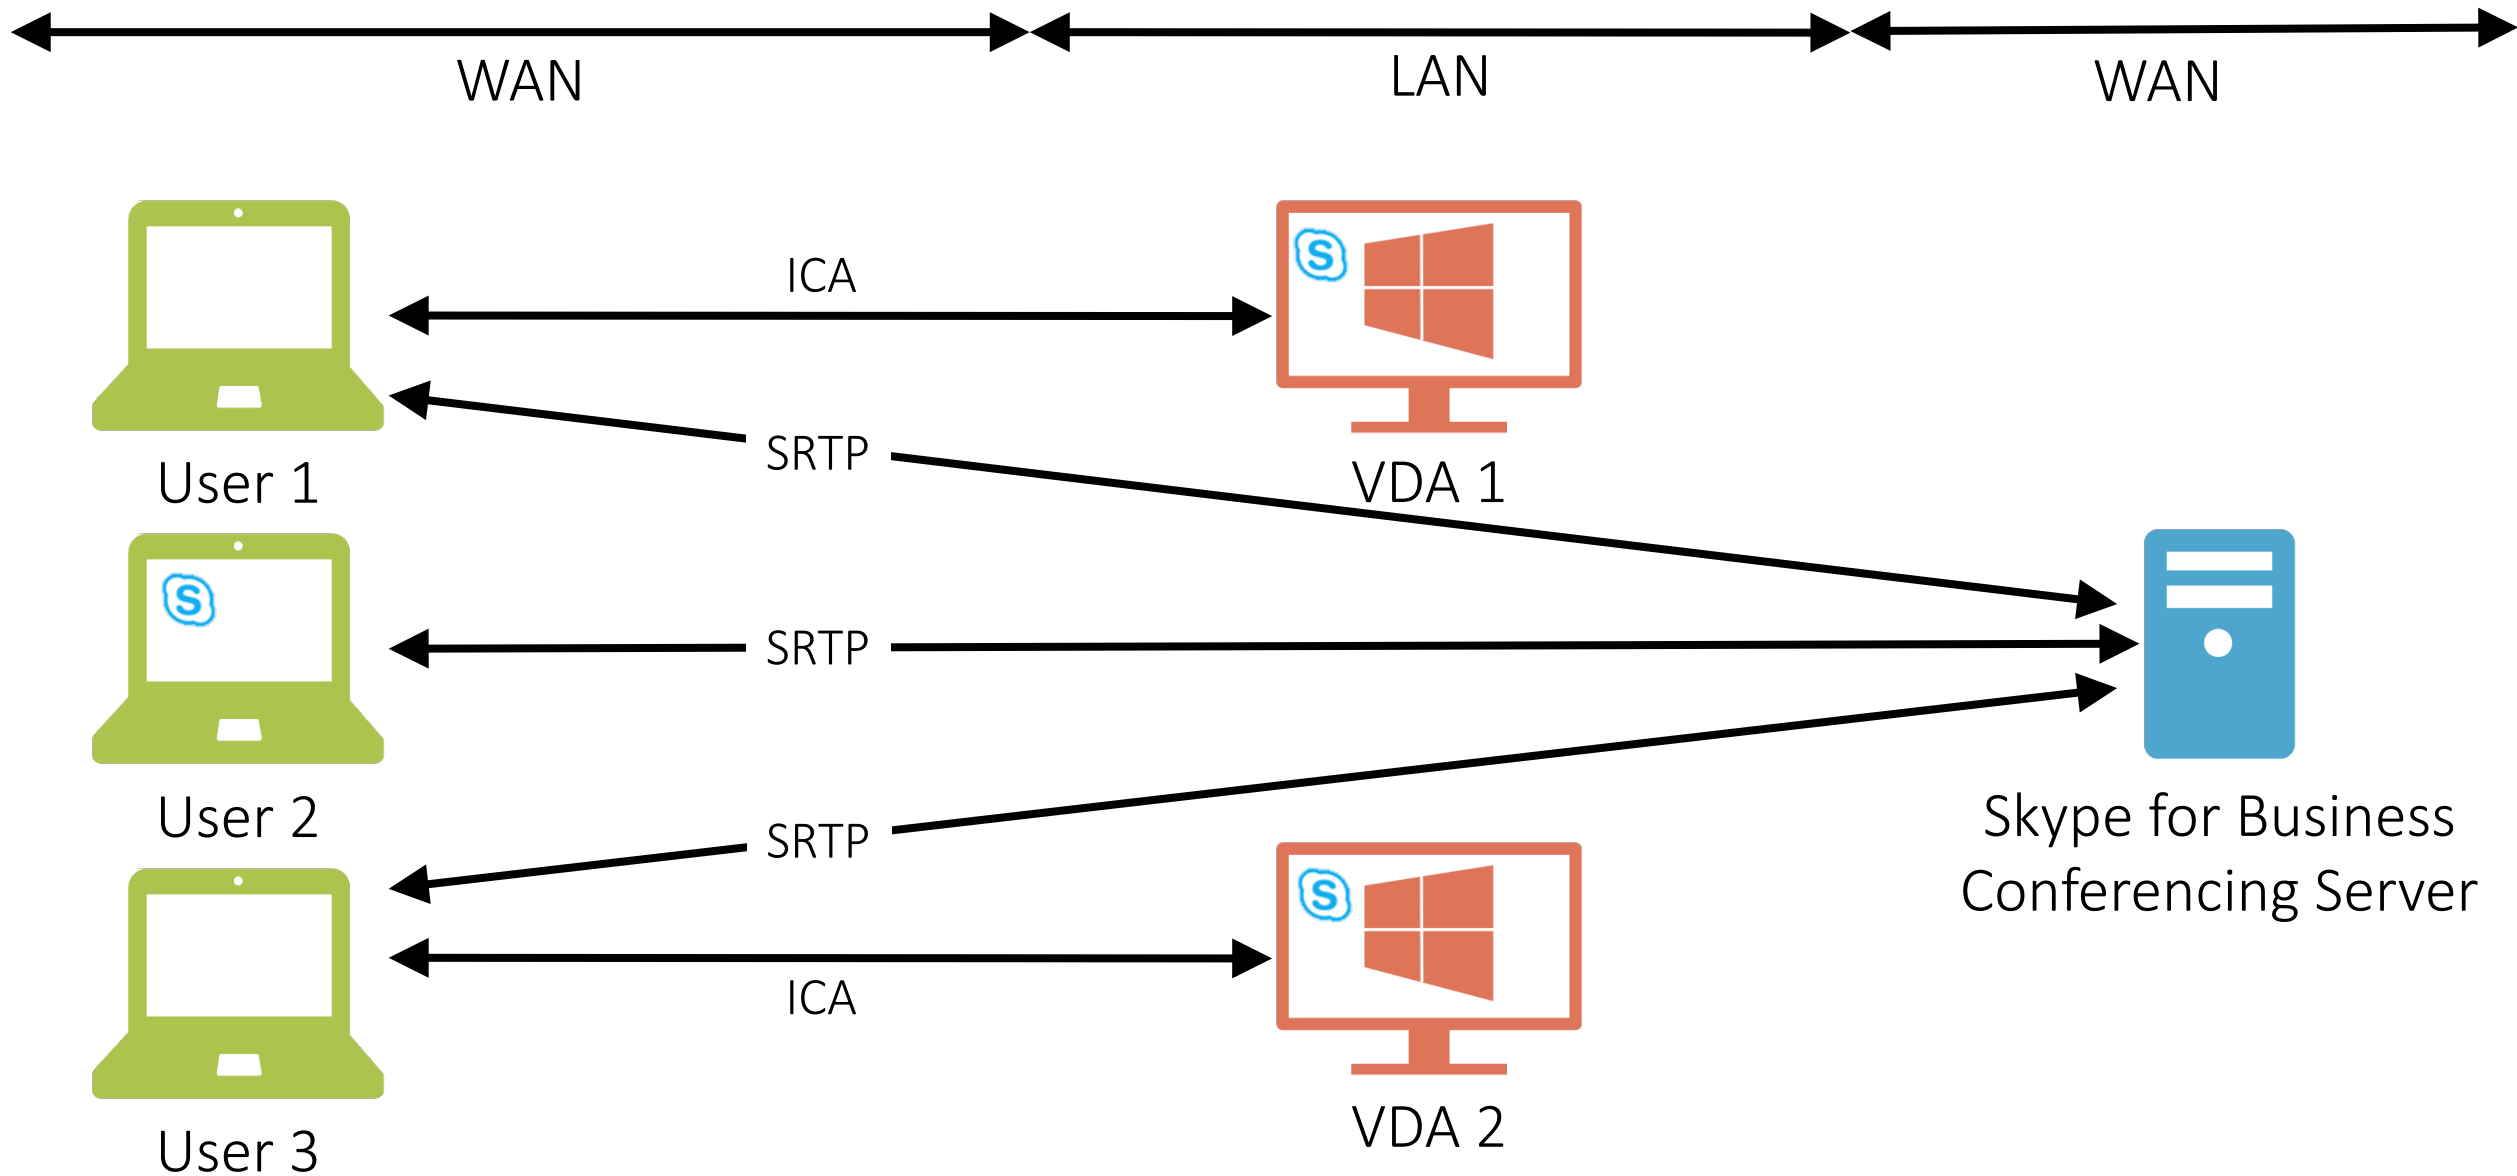 WAN
LAN
WAN
ICA
SRTP
User 1
VDA 1
S
S
SRTP
User 2
Skype for Business
Conferencing Server
SRTP
S
ICA
User 3
VDA 2